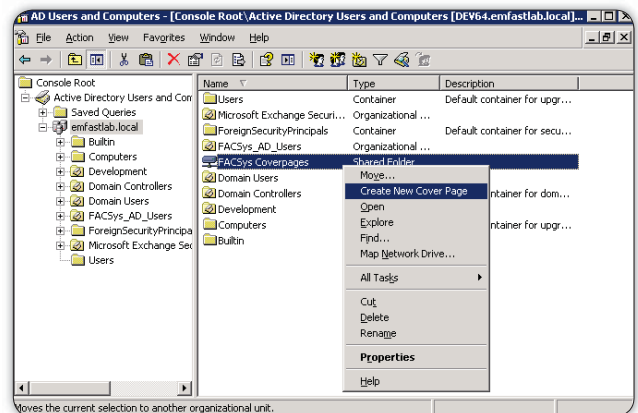 AD Users and Computers - [Console Root\Active Directory Users and Computers [DEV64.emfastlab.local]...
File Action View Favorites Window Help
Console Root
Active Directory Users and Com
Saved Queries
emfastlab.local
Builtin
Computers
Development
Domain Controllers
Domain Users
FACSys_AD_Users
ForeignSecurityPrincipa
Microsoft Exchange Sec
Users
Name Type Description
Users Container Default container for upgr...
Microsoft Exchange Securi... Organizational ...
ForeignSecurityPrincipals Container Default container for secu...
FACSys_AD_Users Organizational ...
FACSys Coverpages Shared Folder
Domain Users
Domain Controllers ntainer for dom...
Development
Computers ntainer for upgr...
Builtin
Move...
Create New Cover Page
Open
Explore
Find...
Map Network Drive...
All Tasks
Cut
Delete
Rename
Properties
Help
Moves the current selection to another organizational unit.